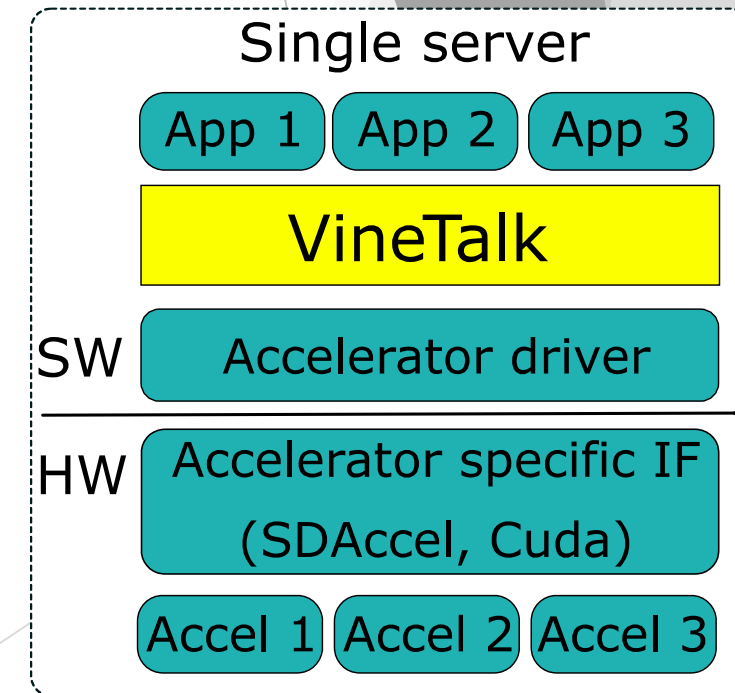 Single server
App 1 App 2 App 3
VineTalk
SW Accelerator driver
HW Accelerator specific IF
(SDAccel, Cuda)
Accel 1 Accel 2 Accel 3